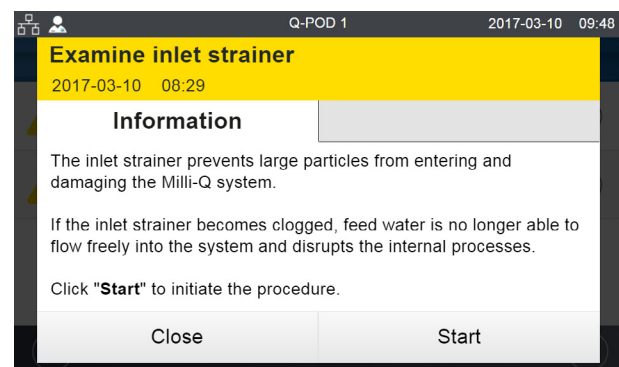 Q-POD 1 2017-03-10 09:48
Examine inlet strainer
2017-03-10 08:29
Information
The inlet strainer prevents large particles from entering and
damaging the Milli-Q system.
If the inlet strainer becomes clogged, feed water is no longer able to
flow freely into the system and disrupts the internal processes.
Click "Start" to initiate the procedure.
Close Start